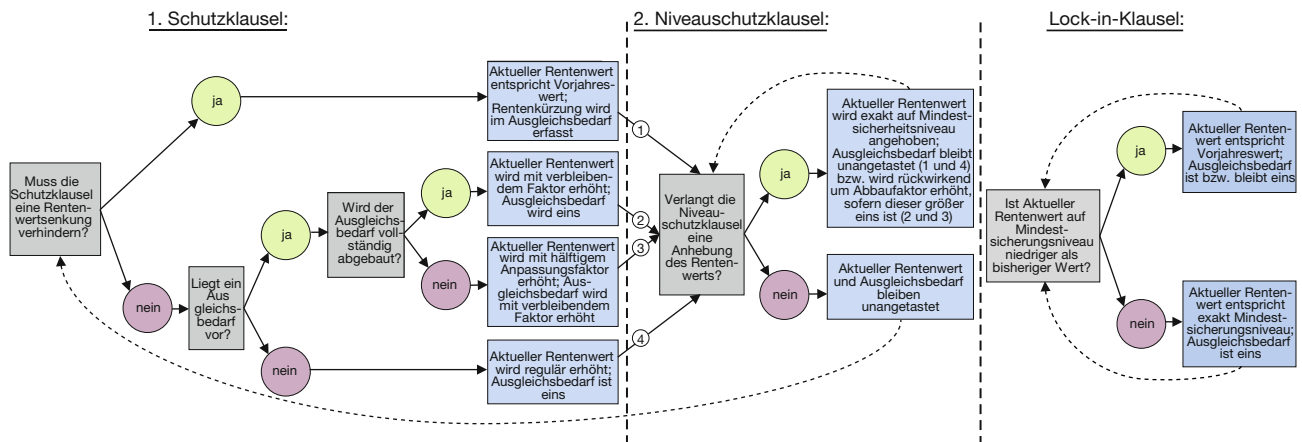 1. Schutzklausel:
2. Niveauschutzklausel:
Lock-in-Klausel:
Muss die
Schutzklausel
eine Renten-
wertsenkung
verhindern?
ja
nein
Liegt ein
Aus
gleichs-
bedarf
vor?
ja
nein
Wird der
Ausgleichs-
bedarf voll-
ständig
abgebaut?
ja
nein
Aktueller Rentenwert
entspricht Vorjahres-
wert;
Rentenkürzung wird
im Ausgleichsbedarf
erfasst
Aktueller Rentenwert
wird mit verbleiben-
dem Faktor erhöht;
Ausgleichsbedarf
wird eins
Aktueller Rentenwert
wird mit hälftigem
Anpassungsfaktor
erhöht; Aus-
gleichsbedarf wird
mit verbleibendem
Faktor erhöht
Aktueller Rentenwert
wird regulär erhöht;
Ausgleichsbedarf ist
eins
1
2
3
4
Verlangt die
Niveau-
schutzklausel
eine
Anhebung
des Renten-
werts?
ja
nein
Aktueller Rentenwert
wird exakt auf Mindest-
sicherheitsniveau
angehoben;
Ausgleichsbedarf bleibt
unangetastet (1 und 4)
bzw. wird rückwirkend
um Abbaufaktor erhöht,
sofern dieser größer
eins ist (2 und 3)
Aktueller Rentenwert
und Ausgleichsbedarf
bleiben
unangetastet
Ist Aktueller
Rentenwert auf
Mindest-
sicherungsniveau
niedriger als
bisheriger Wert?
ja
nein
Aktueller Renten-
wert entspricht
Vorjahreswert;
Ausgleichsbedarf
ist bzw. bleibt eins
Aktueller Renten-
wert entspricht
exakt Mindest-
sicherungsniveau;
Ausgleichsbedarf
ist eins